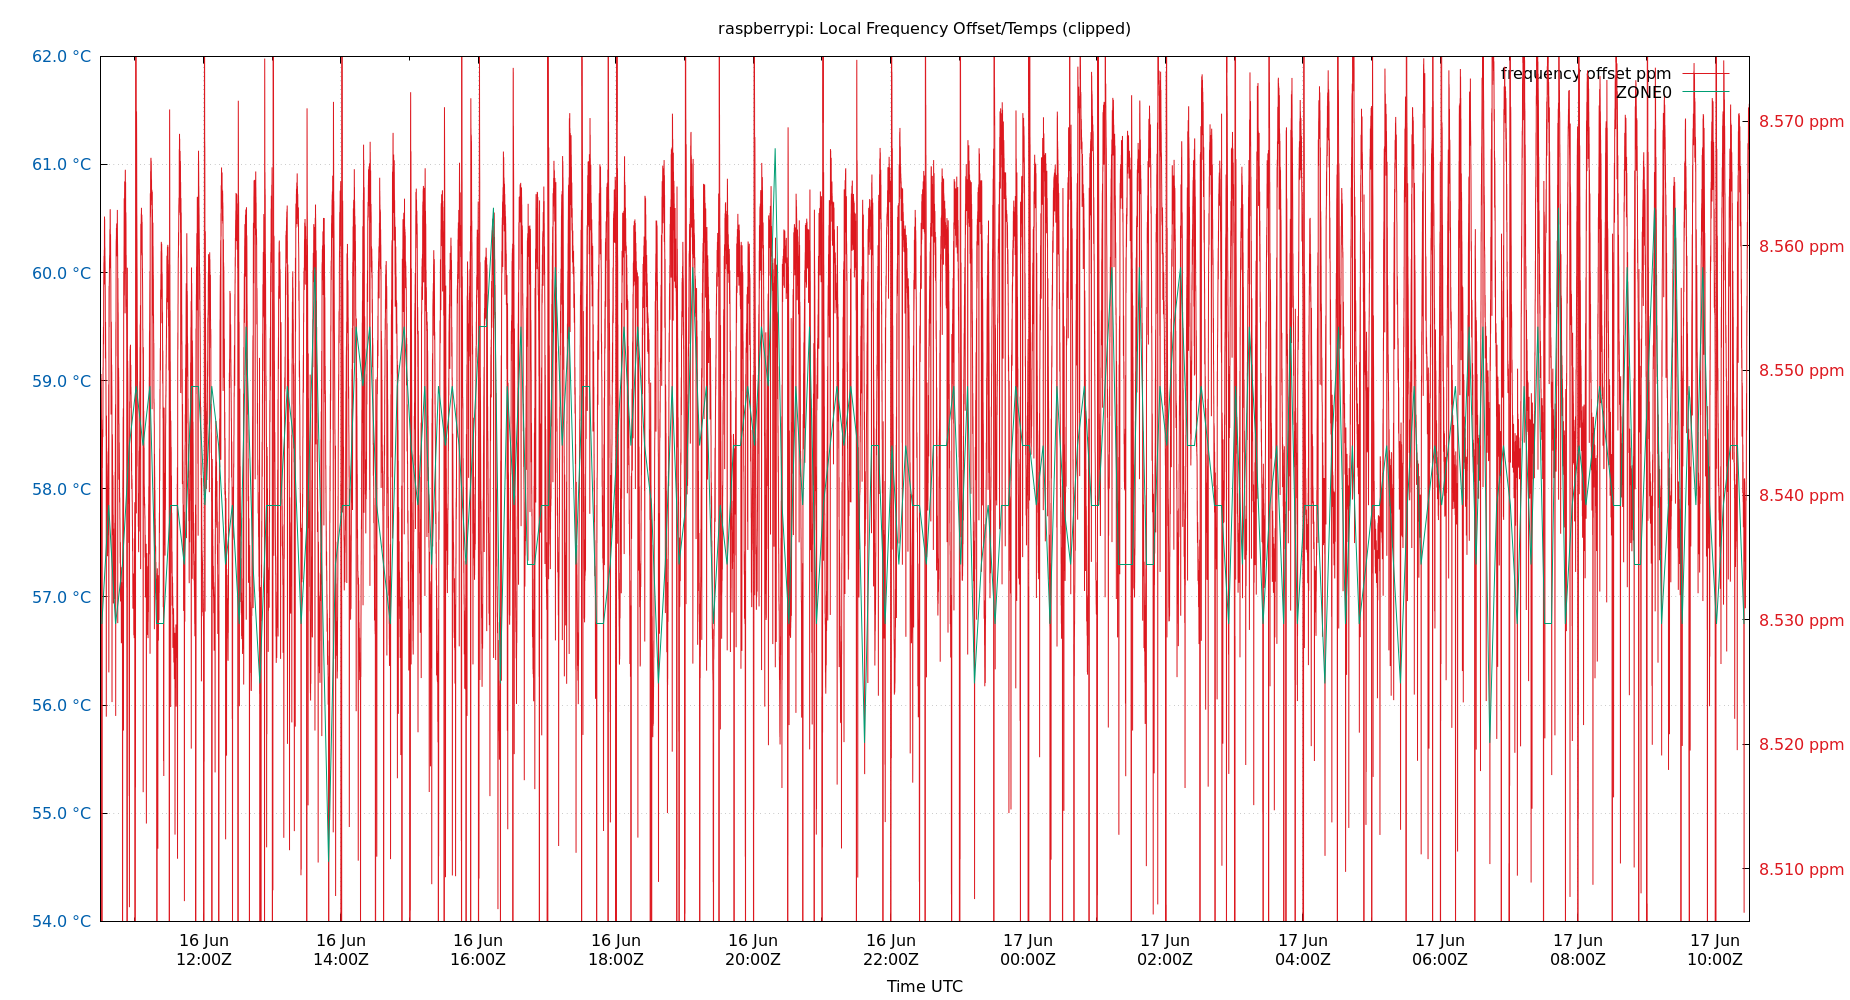 raspberrypi: Local Frequency Offset/Temps (clipped)
62.0 °C
61.0 °C
60.0 °C
59.0 °C
58.0 °C
57.0 °C
56.0 °C
55.0 °C
54.0 °C
frequency offset ppm
ZONE0
8.570 ppm
8.560 ppm
8.550 ppm
8.540 ppm
8.530 ppm
8.520 ppm
8.510 ppm
16 Jun 16 Jun 16 Jun 16 Jun 16 Jun 16 Jun 17 Jun 17 Jun 17 Jun 17 Jun 17 Jun 17 Jun
12:00Z 14:00Z 16:00Z 18:00Z 20:00Z 22:00Z 00:00Z 02:00Z 04:00Z 06:00Z 08:00Z 10:00Z
Time UTC